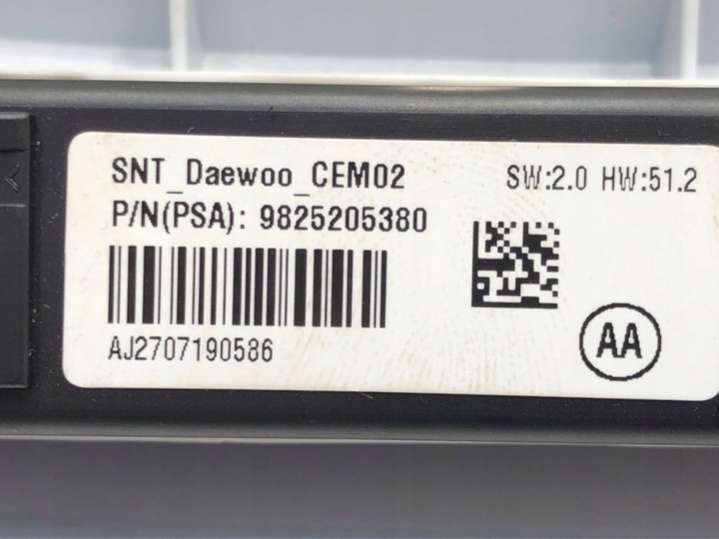 SNT_Daewoo_CEM02
SW:2.0 HW:51.2
P/N(PSA): 9825205380
AJ2707190586
AA